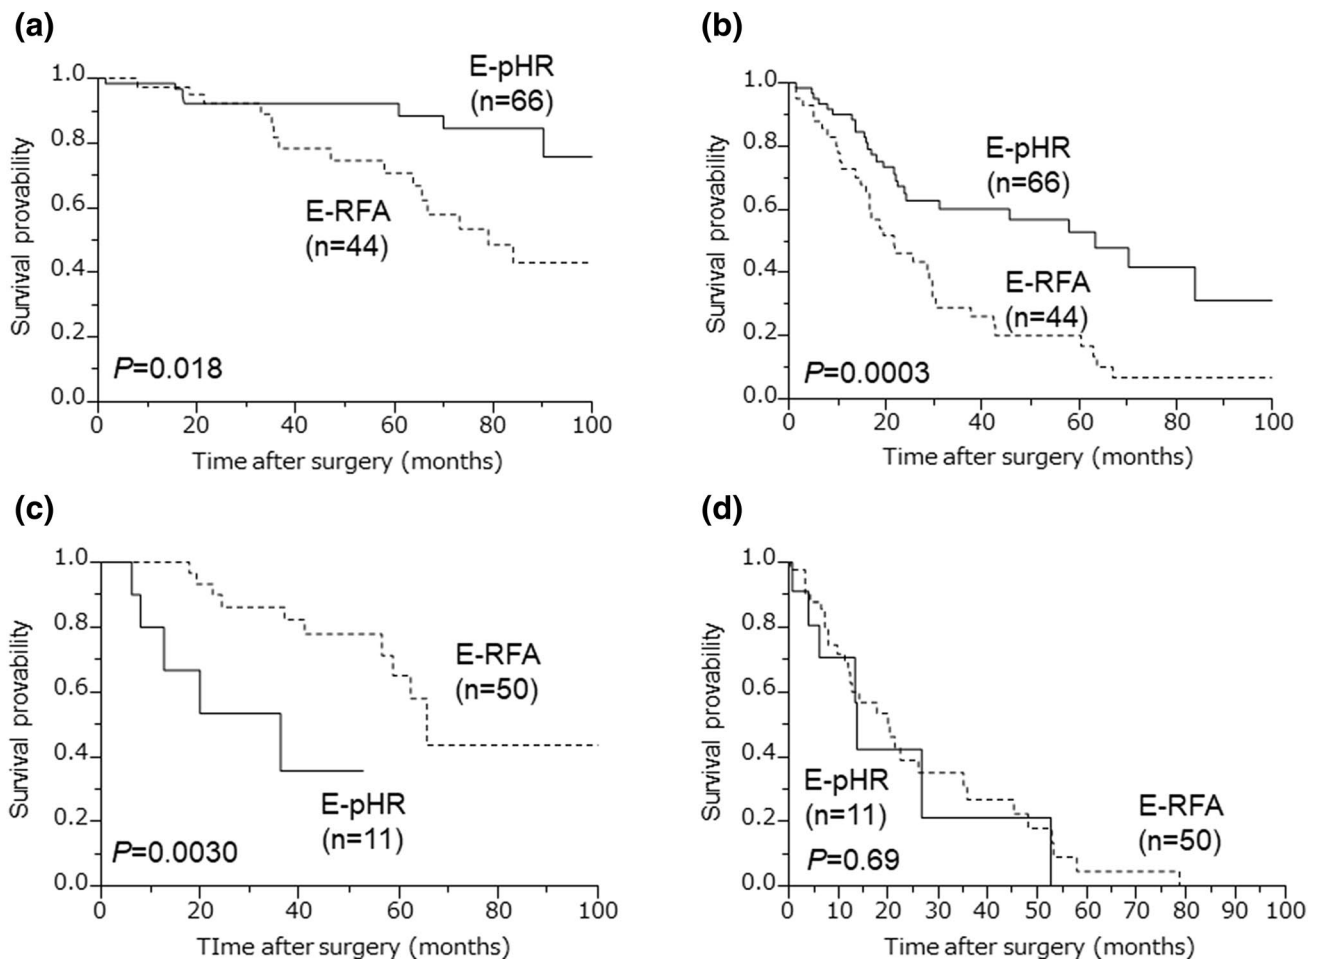 (a)
E-pHR
(n=66)
E-RFA
(n=44)
P=0.018
Survival provability
1.0
0.8
0.6
0.4
0.2
0.0
0 20 40 60 80 100
Time after surgery (months)
(b)
E-pHR
(n=66)
E-RFA
(n=44)
P=0.0003
Survival provability
1.0
0.8
0.6
0.4
0.2
0.0
0 20 40 60 80 100
Time after surgery (months)
(c)
E-RFA
(n=50)
E-pHR
(n=11)
P=0.0030
Survival provability
1.0
0.8
0.6
0.4
0.2
0.0
0 20 40 60 80 100
TIme after surgery (months)
(d)
E-pHR
(n=11)
E-RFA
(n=50)
P=0.69
Survival provability
1.0
0.8
0.6
0.4
0.2
0.0
0 10 20 30 40 50 60 70 80 90 100
Time after surgery (months)